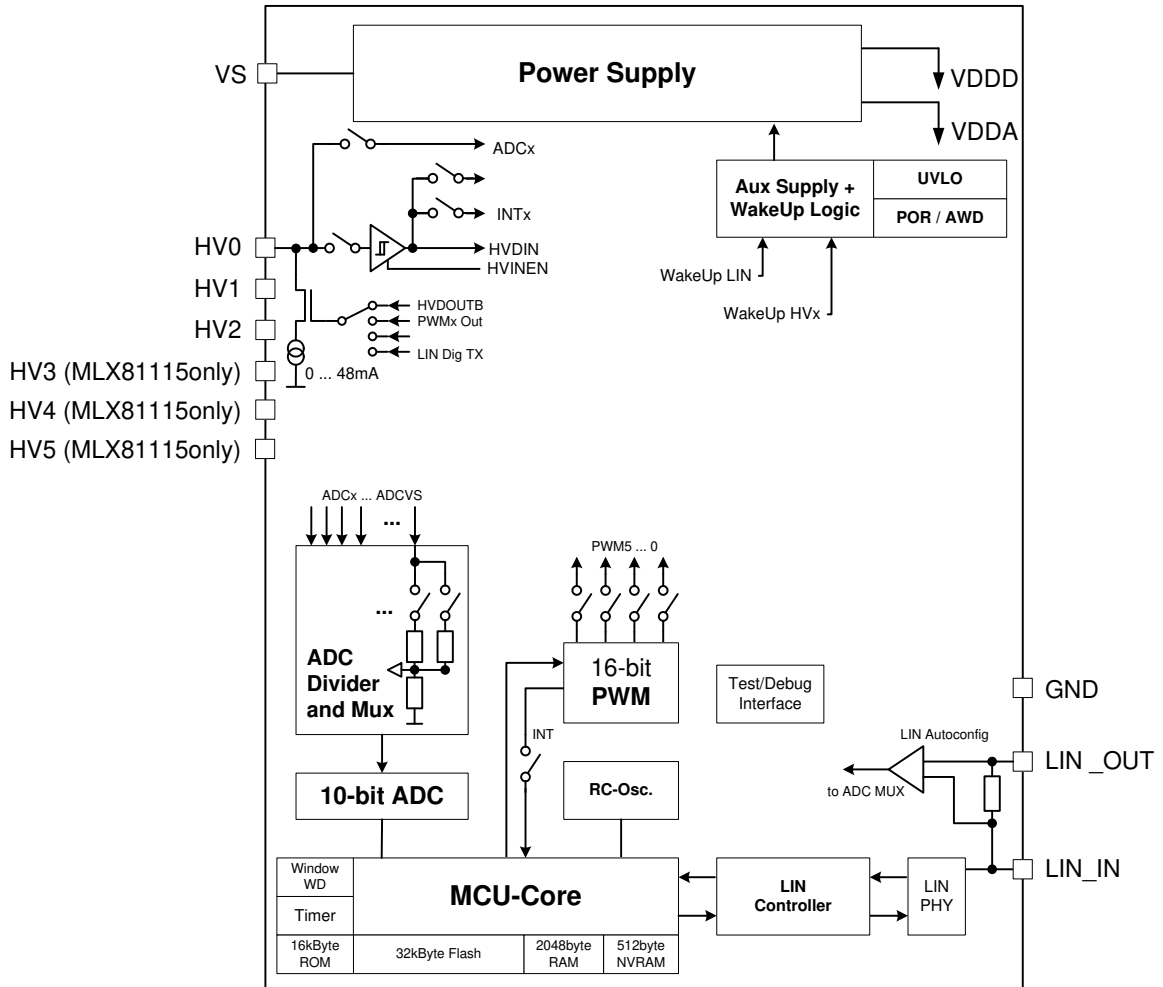 Power Supply
VS
VDDD
VDDA
ADCx
INTx
HVDIN
HVINEN
Aux Supply +
WakeUp Logic
UVLO
POR / AWD
WakeUp LIN
WakeUp HVx
HV0
HV1
HV2
HV3 (MLX81115only)
HV4 (MLX81115only)
HV5 (MLX81115only)
HVDOUTB
PWMx Out
LIN Dig TX
0 ... 48mA
ADCx ... ADCVS
...
...
ADC
Divider
and Mux
PWM5 ... 0
16-bit
PWM
INT
Test/Debug
Interface
GND
LIN Autoconfig
LIN _OUT
to ADC MUX
10-bit ADC
RC-Osc.
LIN_IN
Window
WD
Timer
MCU-Core
LIN
Controller
LIN
PHY
16kByte
ROM
32kByte Flash
2048byte
RAM
512byte
NVRAM